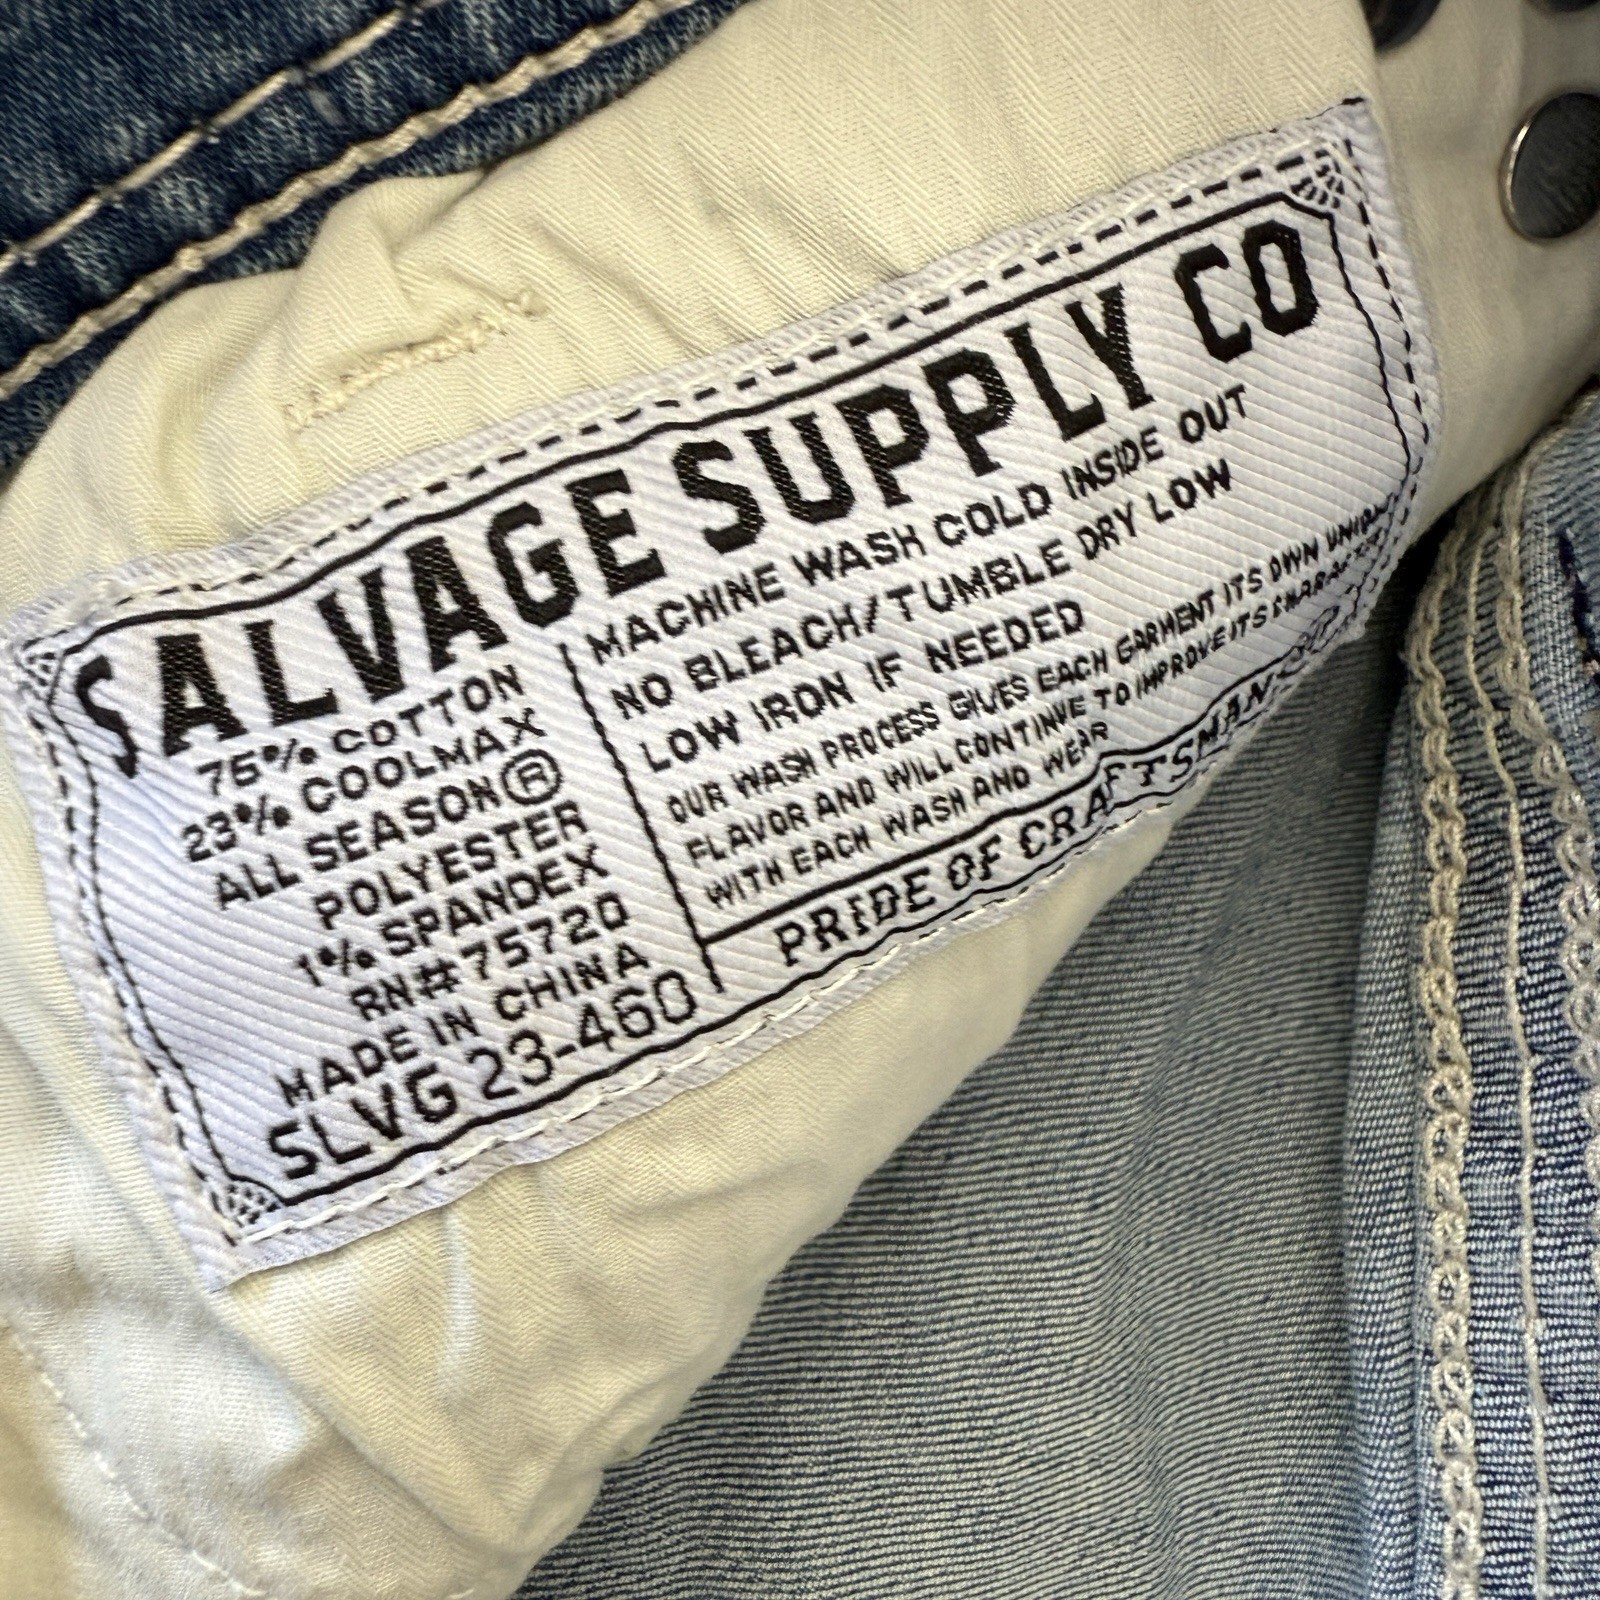 SALVAGE SUPPLY CO
76% COTTON
23% COOLMAX
ALL SEASON®
POLYESTER
1% SPANDEX
RN# 75720
MADE IN CHINA
SLVG 23-460
MACHINE WASH COLD INSIDE OUT
NO BLEACH/TUMBLE DRY LOW
LOW IRON IF NEEDED
OUR WASH PROCESS GIVES EACH GARMENT ITS OWN
FLAVOR AND WILL CONTINUE TO IMPROVE ITS
WITH EACH WASH AND WEAR
PRIDE OF